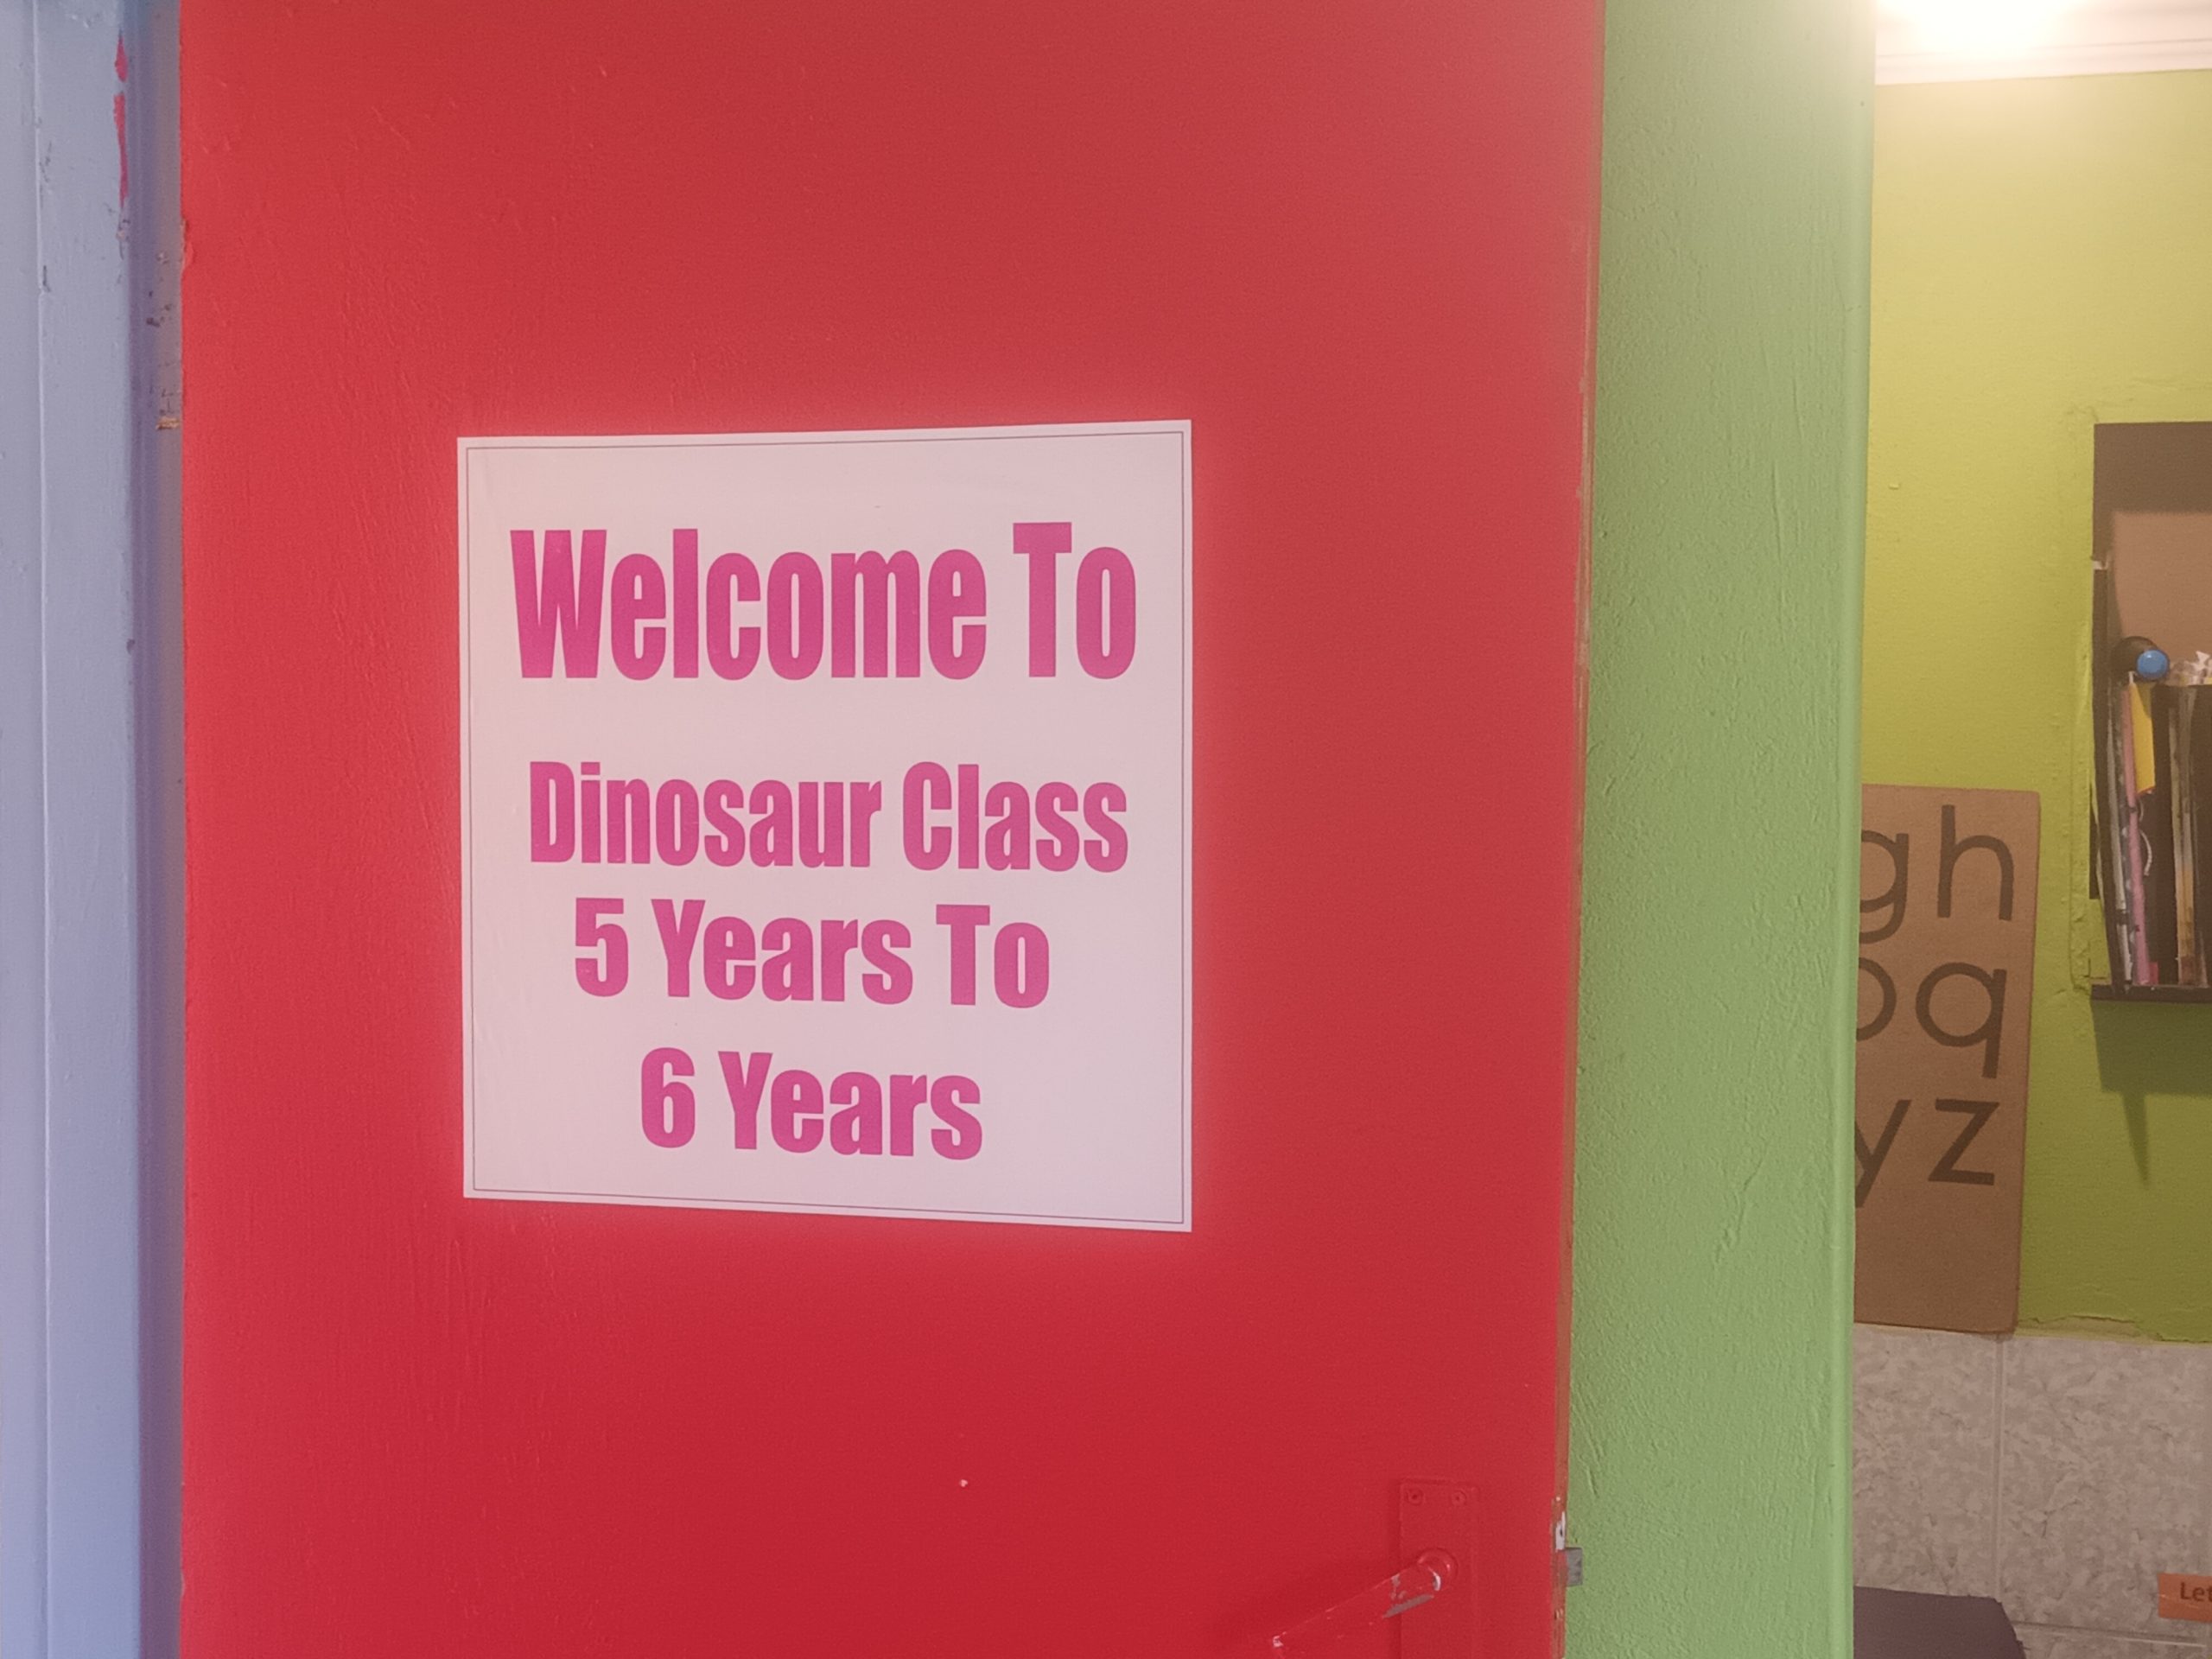 Welcome To
Dinosaur Class
5 Years To
6 Years
gh
q
yz